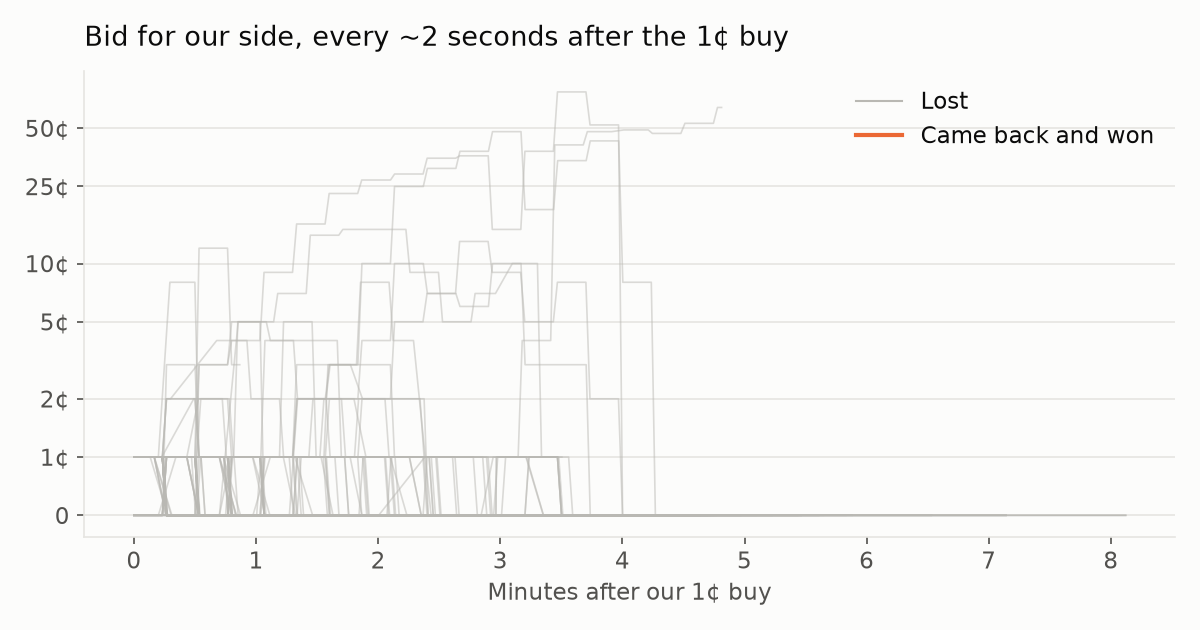 Bid for our side, every ~2 seconds after the 1¢ buy
Lost
Came back and won
50¢
25¢
10¢
5¢
2¢
1¢
0
0 1 2 3 4 5 6 7 8
Minutes after our 1¢ buy